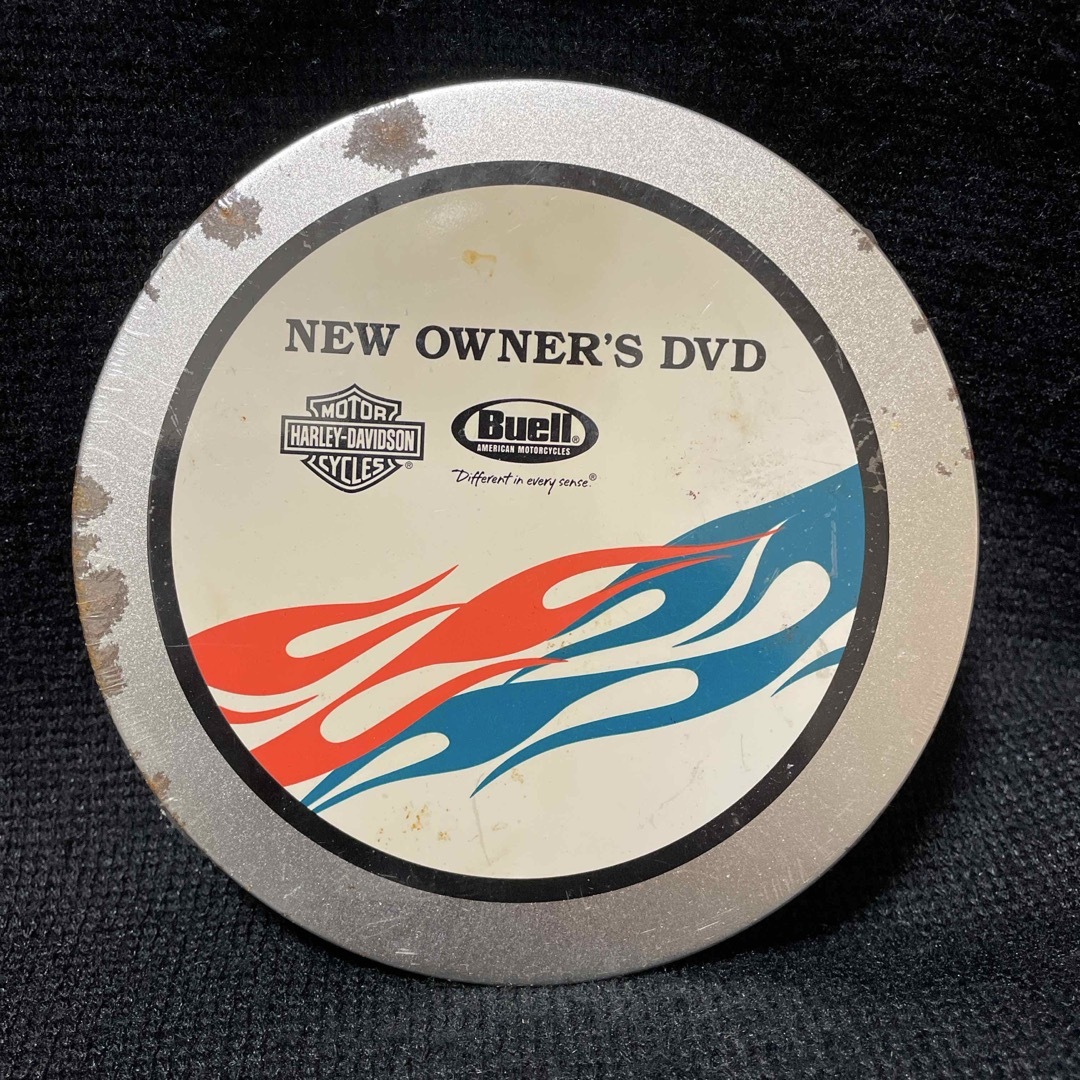 NEW OWNER'S DVD
MOTOR
HARLEY-DAVIDSON
CYCLES®
Buell®
AMERICAN MOTORCYCLES
"Different in every sense."®